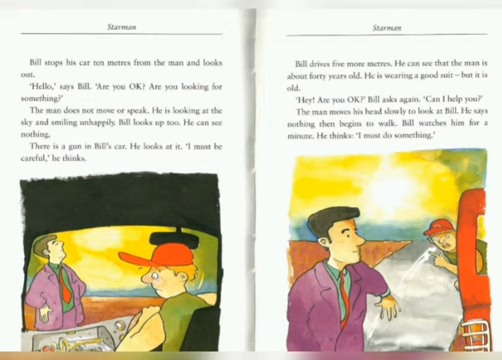 Starman
Bill stops his car ten metres from the man and looks
out.
'Hello,' says Bill. 'Are you OK? Are you looking for
something?'
The man does not move or speak. He is looking at the
sky and smiling unhappily. Bill looks up too. He can see
nothing.
There is a gun in Bill's car. He looks at it. 'I must be
careful,' he thinks.
Starman
Bill drives five more metres. He can see that the man is
about forty years old. He is wearing a good suit – but it is
old.
'Hey! Are you OK?' Bill asks again. 'Can I help you?'
The man moves his head slowly to look at Bill. He says
nothing then begins to walk. Bill watches him for a
minute. He thinks: 'I must do something.'